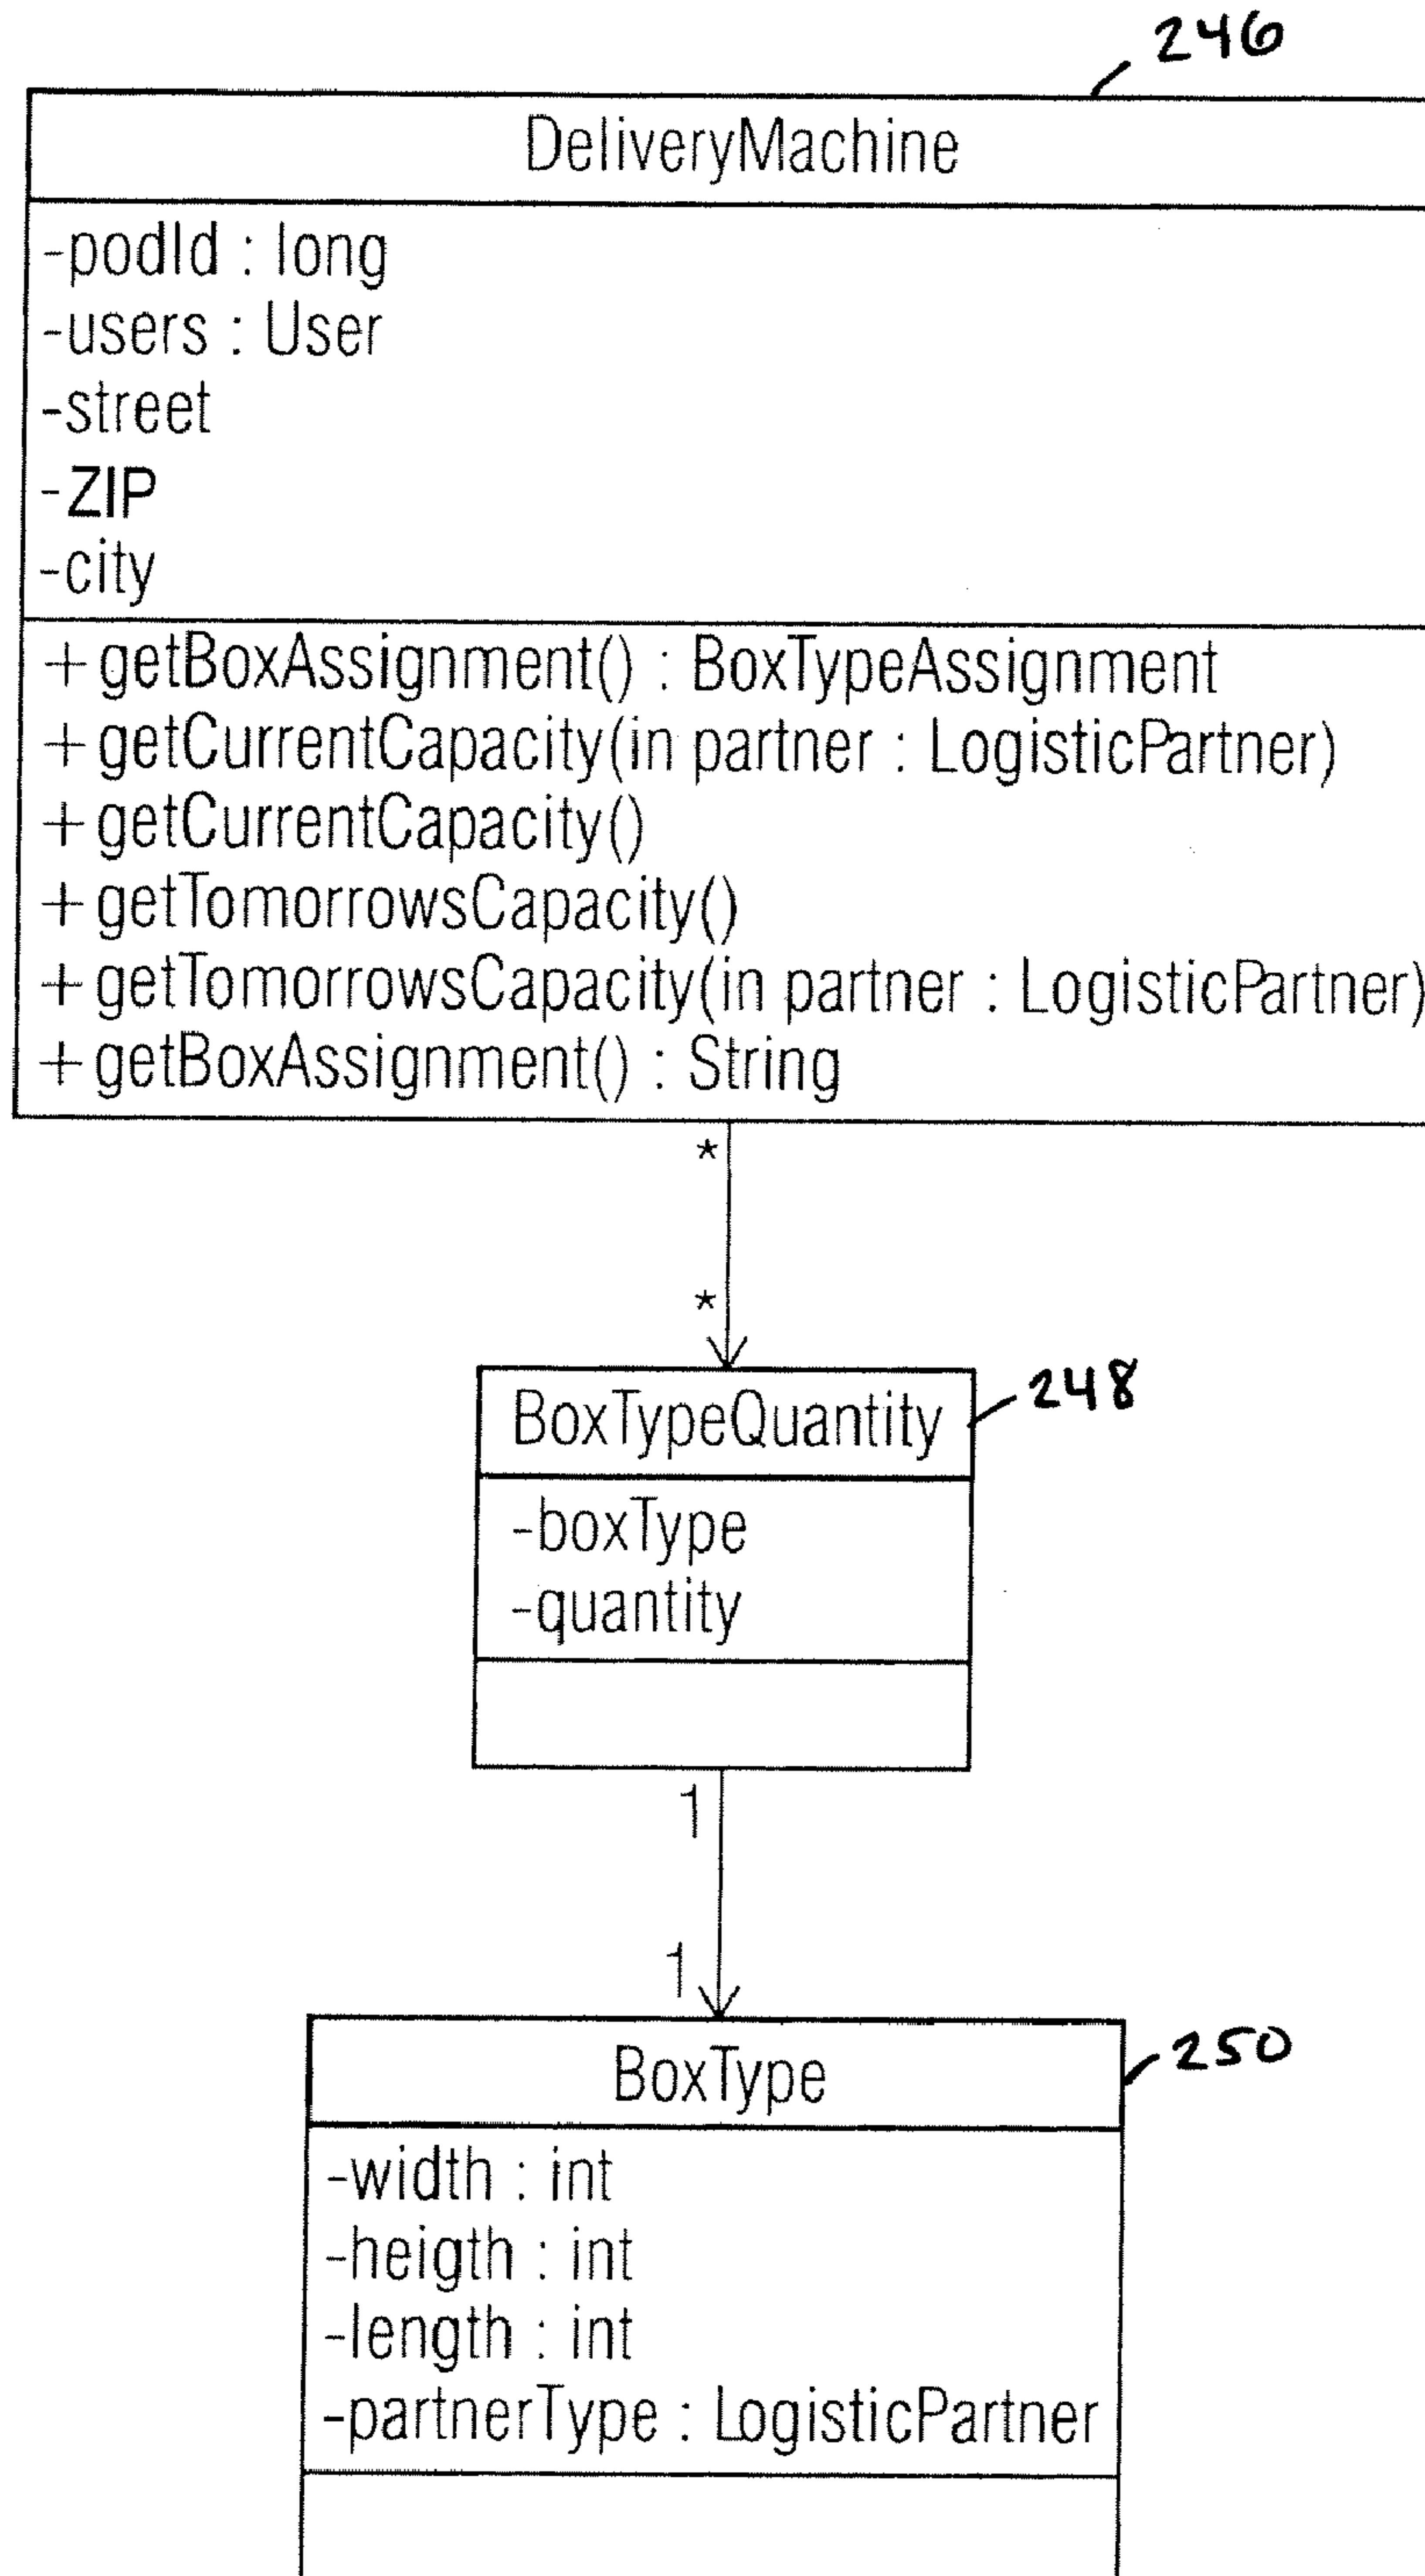 246
DeliveryMachine
-podId : long
-users : User
-street
-ZIP
-city
+getBoxAssignment() : BoxTypeAssignment
+getCurrentCapacity(in partner : LogisticPartner)
+getCurrentCapacity()
+getTomorrowsCapacity()
+getTomorrowsCapacity(in partner : LogisticPartner)
+getBoxAssignment() : String
*
*
BoxTypeQuantity
248
-boxType
-quantity
1
1
BoxType
250
-width : int
-heigth : int
-length : int
-partnerType : LogisticPartner